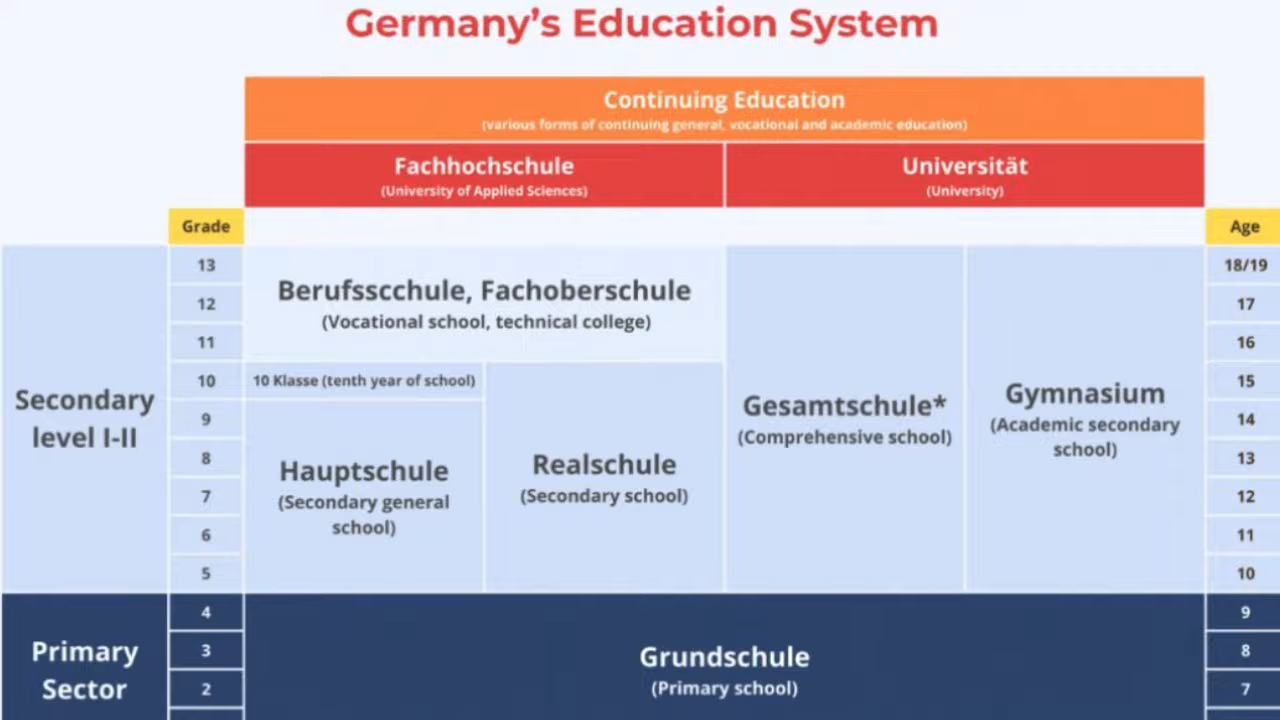 Germany's Education System
Continuing Education
(various forms of continuing general, vocational and academic education)
Fachhochschule
(University of Applied Sciences)
Universität
(University)
Grade
Age
13
18/19
12
17
11
16
Berufsscchule, Fachoberschule
(Vocational school, technical college)
10
10 Klasse (tenth year of school)
15
9
14
8
13
7
12
6
11
5
10
Secondary
level I-II
Hauptschule
(Secondary general
school)
Realschule
(Secondary school)
Gesamtschule*
(Comprehensive school)
Gymnasium
(Academic secondary
school)
4
9
3
8
2
7
Primary
Sector
Grundschule
(Primary school)